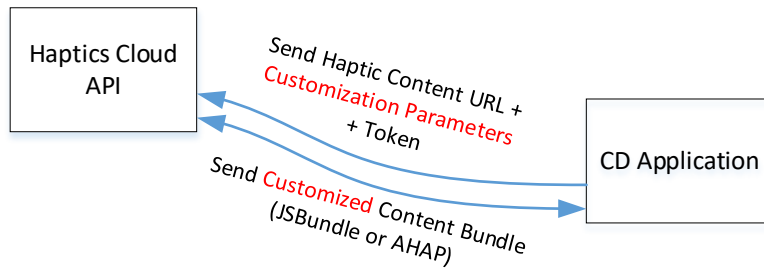 Haptics Cloud
API
Send Haptic Content URL +
Customization Parameters
+ Token
CD Application
Send Customized Content Bundle
(JSBundle or AHAP)